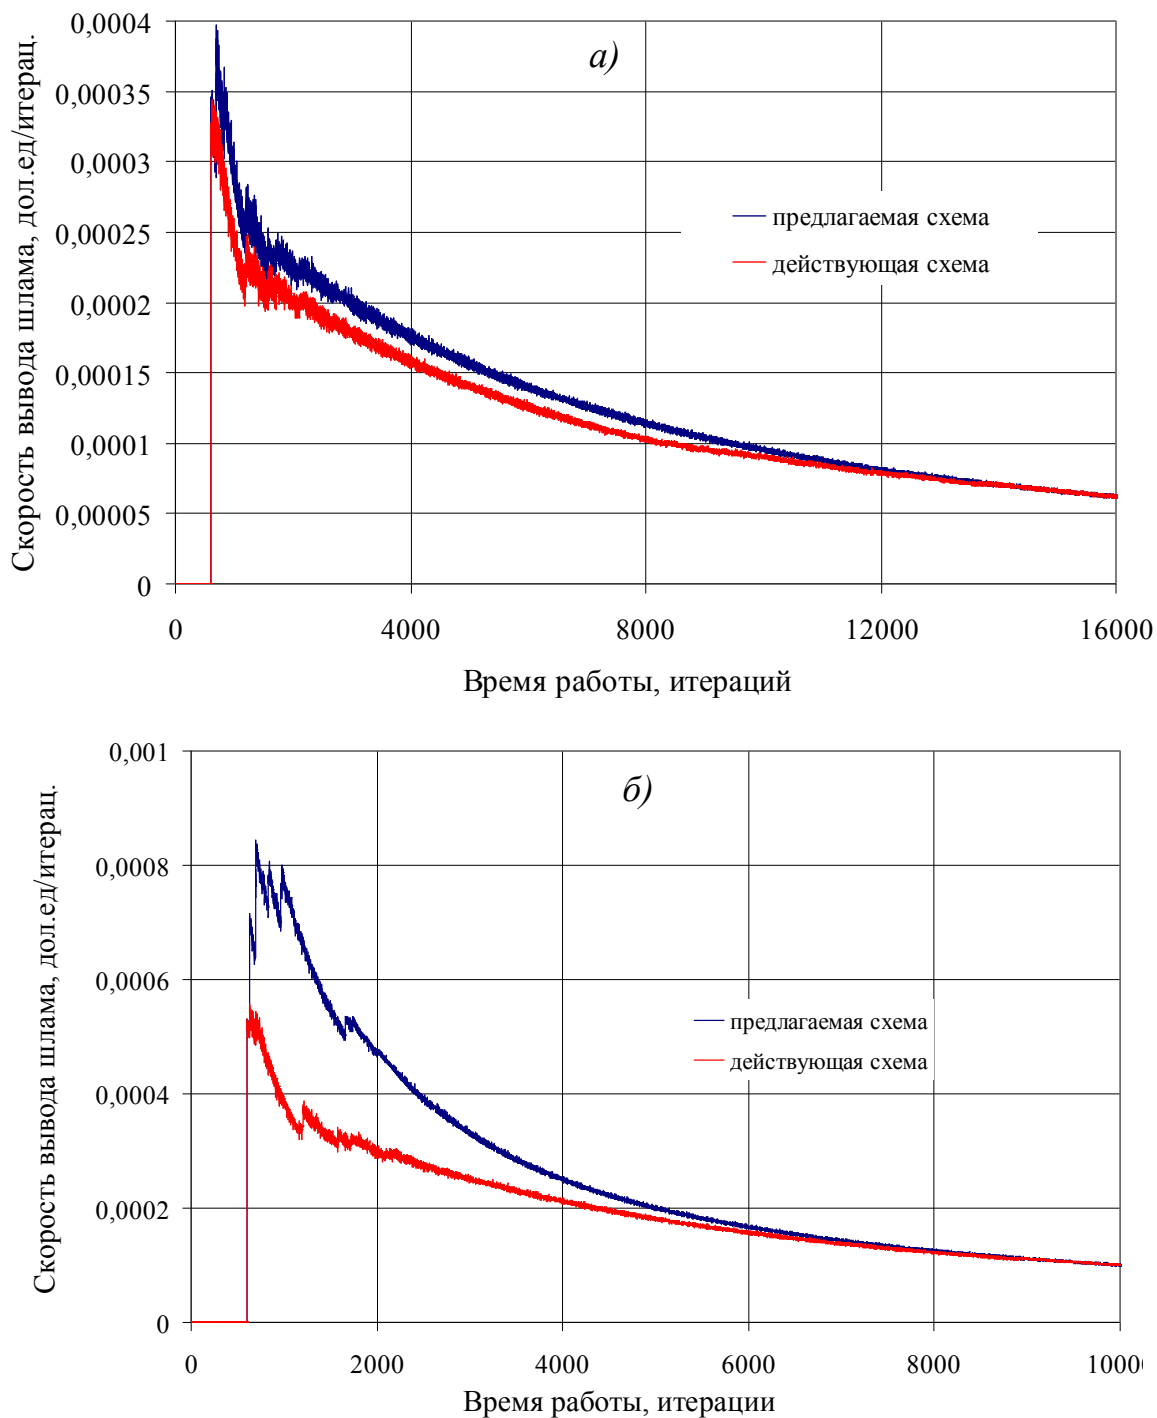 а)
Скорость вывода шлама, дол.ед/итерац.
0,0004
0,00035
0,0003
0,00025
0,0002
0,00015
0,0001
0,00005
0
предлагаемая схема
действующая схема
0 4000 8000 12000 16000
Время работы, итераций
б)
Скорость вывода шлама, дол.ед/итерац.
0,001
0,0008
0,0006
0,0004
0,0002
0
предлагаемая схема
действующая схема
0 2000 4000 6000 8000 10000
Время работы, итерации